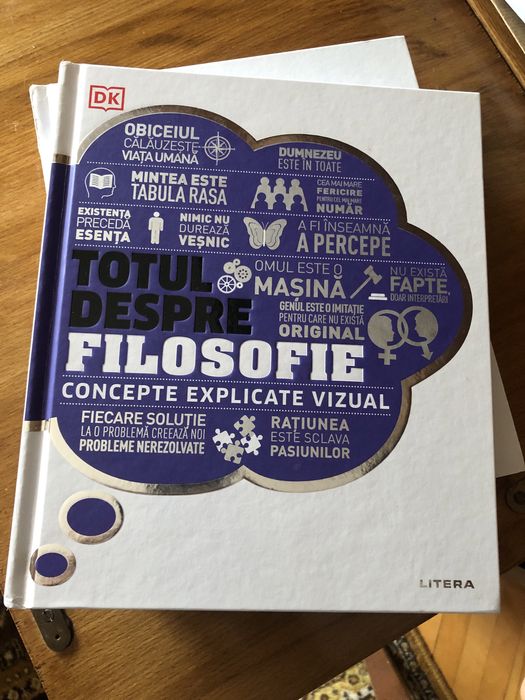 DK
OBICEIUL
CĂLĂUZEȘTE
VIAȚA UMANĂ
DUMNEZEU
ESTE ÎN TOATE
MINTEA ESTE
TABULA RASA
CEA MAI MARE
FERICIRE
PENTRU CEL MAI MARE
NUMĂR
EXISTENȚA
PRECEDĂ
ESENȚA
NIMIC NU
DUREAZĂ
VEȘNIC
A FI ÎNSEAMNĂ
A PERCEPE
TOTUL
DESPRE
FILOSOFIE
OMUL ESTE O
MAȘINĂ
NU EXISTĂ
FAPTE,
DOAR INTERPRETĂRI
GENUL ESTE O IMITAȚIE
PENTRU CARE NU EXISTĂ
ORIGINAL
CONCEPTE EXPLICATE VIZUAL
FIECARE SOLUȚIE
LA O PROBLEMĂ CREEAZĂ NOI
PROBLEME NEREZOLVATE
RAȚIUNEA
ESTE SCLAVA
PASIUNILOR
LITERA